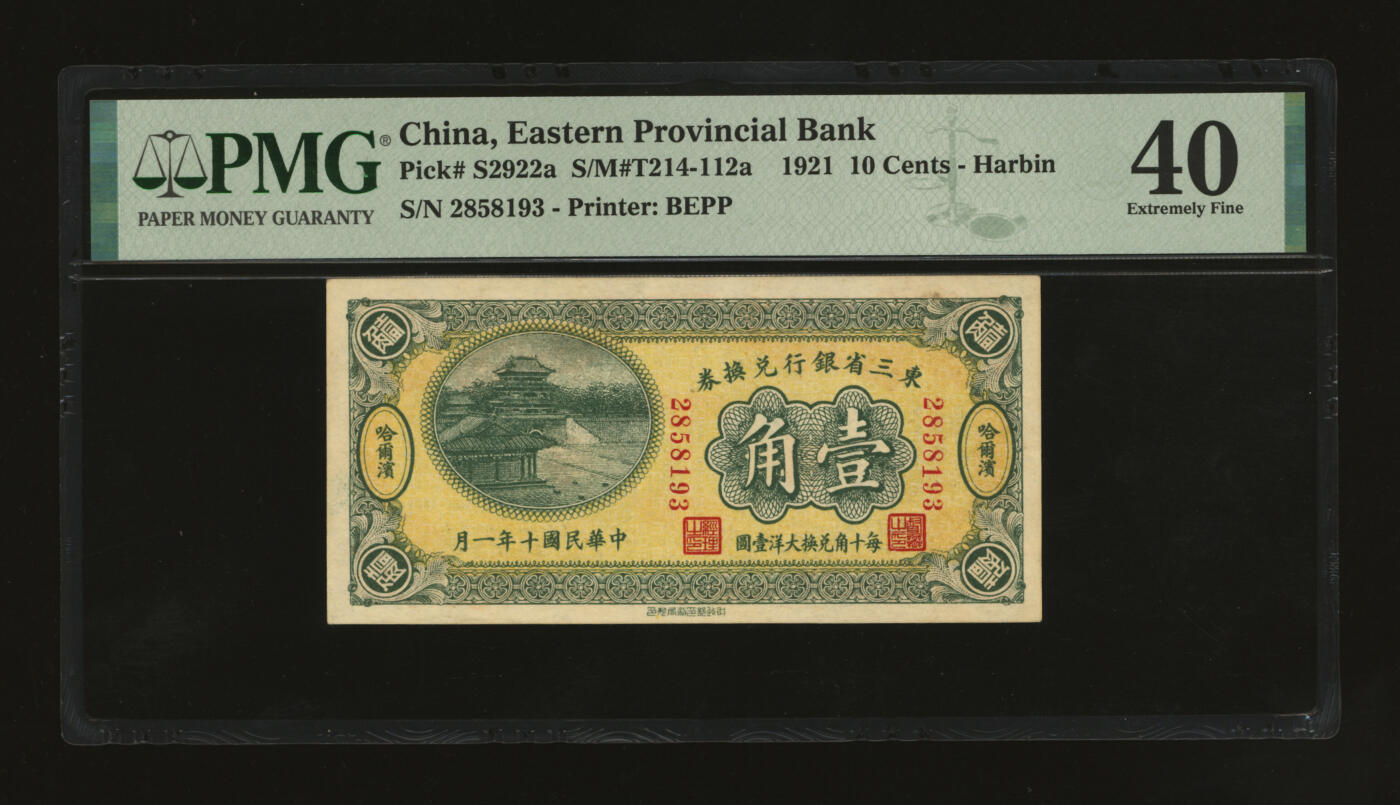 PMG®
PAPER MONEY GUARANTY
China, Eastern Provincial Bank
Pick# S2922a S/M#T214-112a 1921 10 Cents - Harbin
S/N 2858193 - Printer: BEPP
40
Extremely Fine
東三省銀行兌換券
哈爾濱
哈爾濱
壹角
2858193
2858193
每十角兌換大洋壹圓
中華民國十年一月